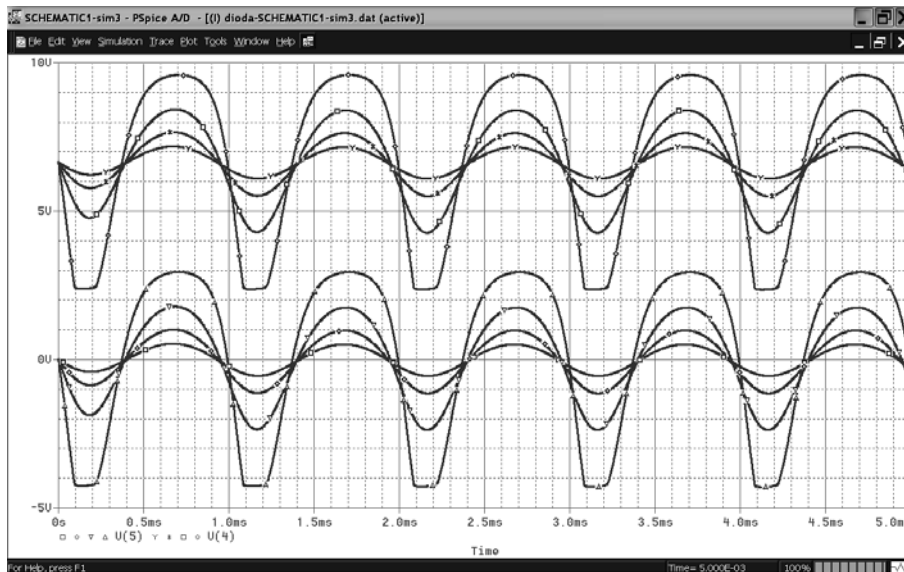 SCHEMATIC1-sim3 - PSpice A/D - [(I) dioda-SCHEMATIC1-sim3.dat (active)]
File Edit View Simulation Trace Plot Tools Window Help
10V
5V
0V
-5V
0s 0.5ms 1.0ms 1.5ms 2.0ms 2.5ms 3.0ms 3.5ms 4.0ms 4.5ms 5.0ms
V(5) V(4)
Time
For Help, press F1 Time= 5.000E-03 100%